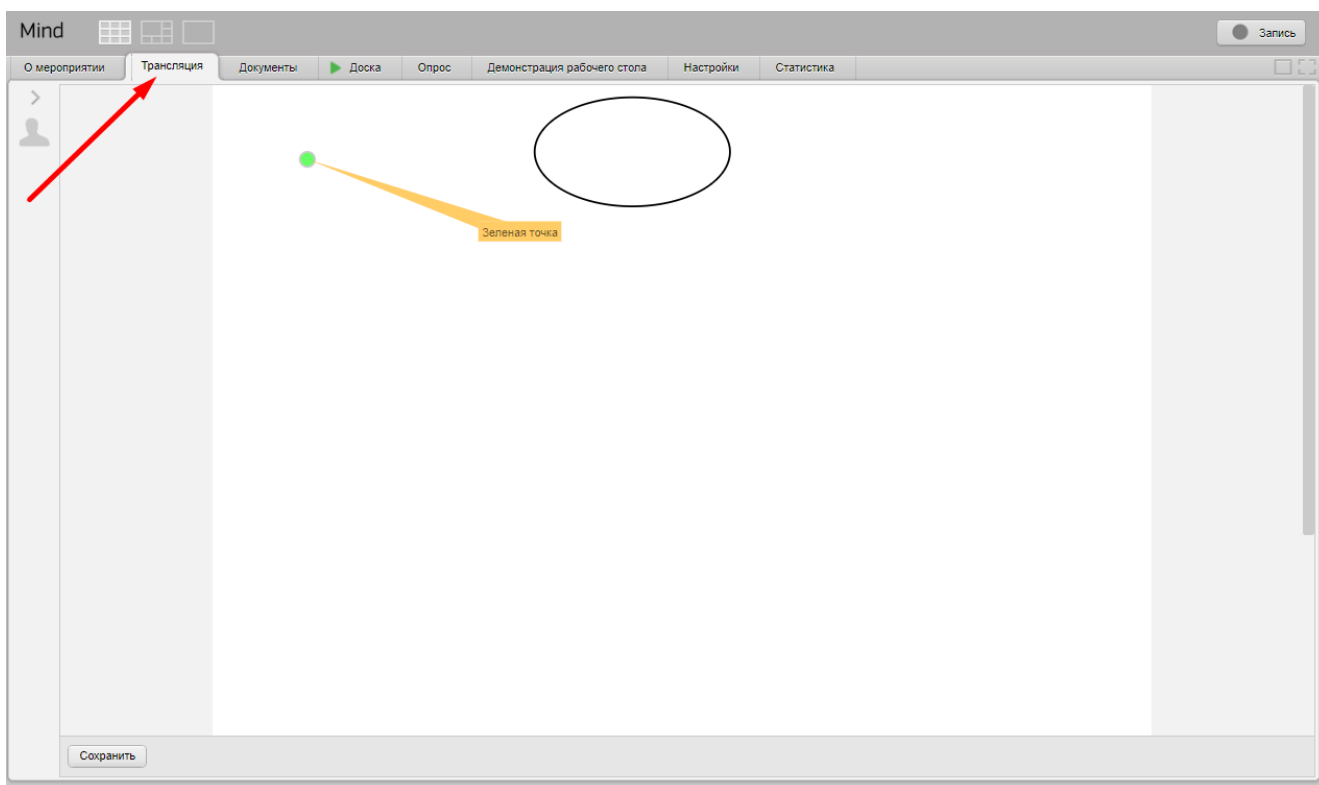 Mind
Запись
О мероприятии Трансляция Документы Доска Опрос Демонстрация рабочего стола Настройки Статистика
Зеленая точка
Сохранить